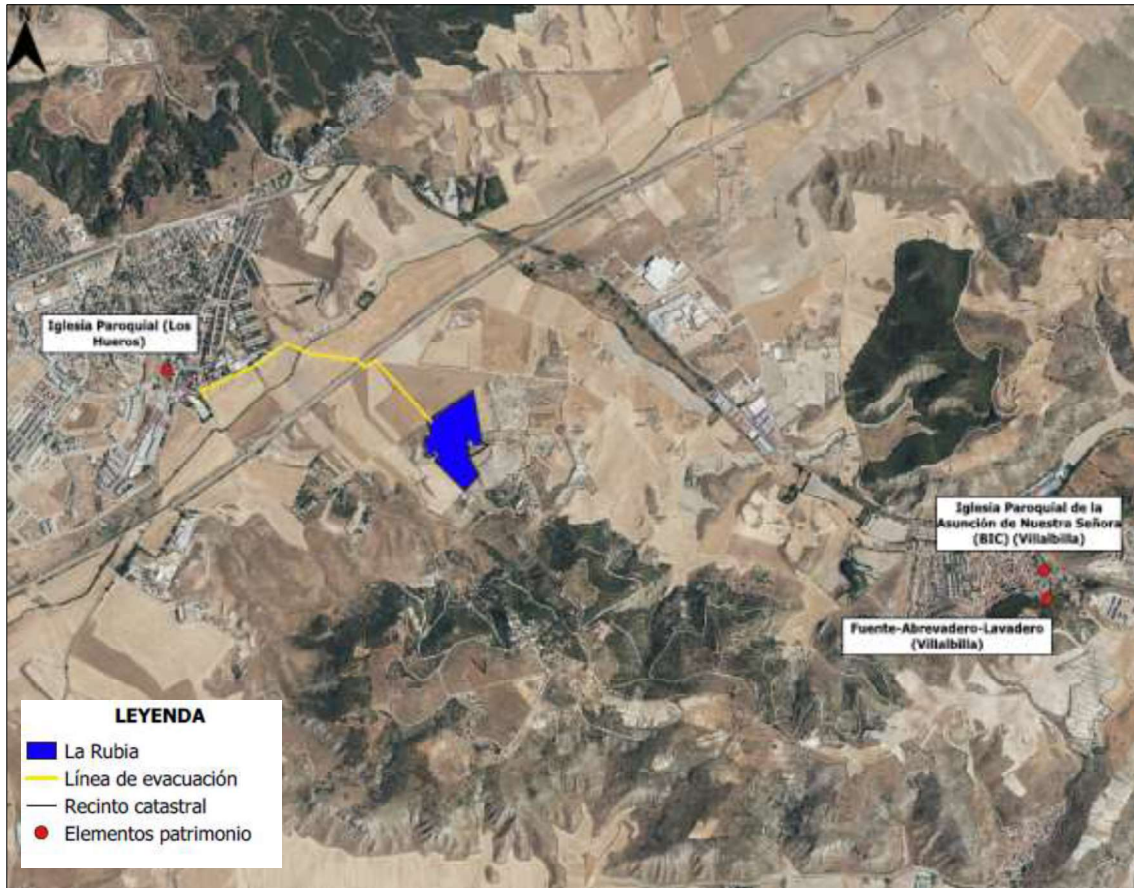 N
Iglesia Paroquial (Los
Hueros)
Iglesia Paroquial de la
Asunción de Nuestra Señora
(BIC) (Villalbilla)
Fuente-Abrevadero-Lavadero
(Villalbilla)
LEYENDA
La Rubia
Línea de evacuación
Recinto catastral
Elementos patrimonio